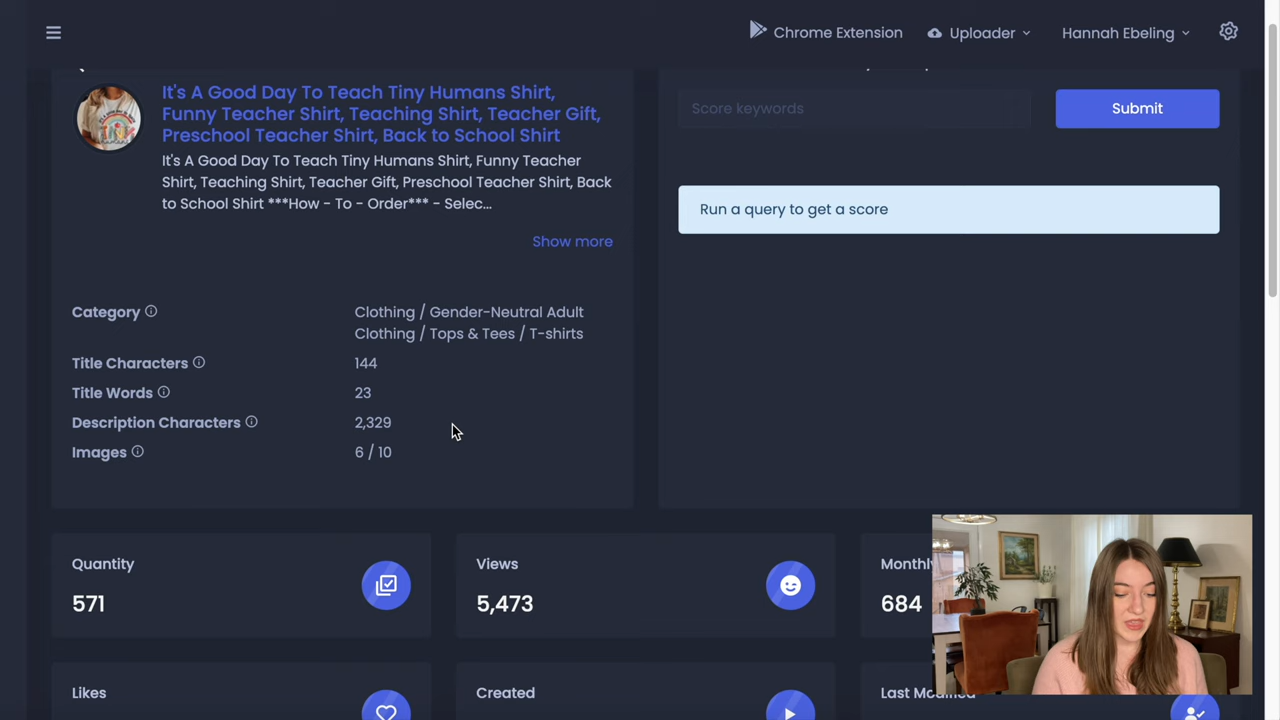 Chrome Extension
Uploader
Hannah Ebeling
It's A Good Day To Teach Tiny Humans Shirt,
Funny Teacher Shirt, Teaching Shirt, Teacher Gift,
Preschool Teacher Shirt, Back to School Shirt
It's A Good Day To Teach Tiny Humans Shirt, Funny Teacher
Shirt, Teaching Shirt, Teacher Gift, Preschool Teacher Shirt, Back
to School Shirt ***How - To - Order*** - Selec...
Show more
Category
Clothing / Gender-Neutral Adult
Clothing / Tops & Tees / T-shirts
Title Characters
144
Title Words
23
Description Characters
2,329
Images
6 / 10
Score keywords
Submit
Run a query to get a score
Quantity
571
Views
5,473
Monthly
684
Likes
Created
Last Modified